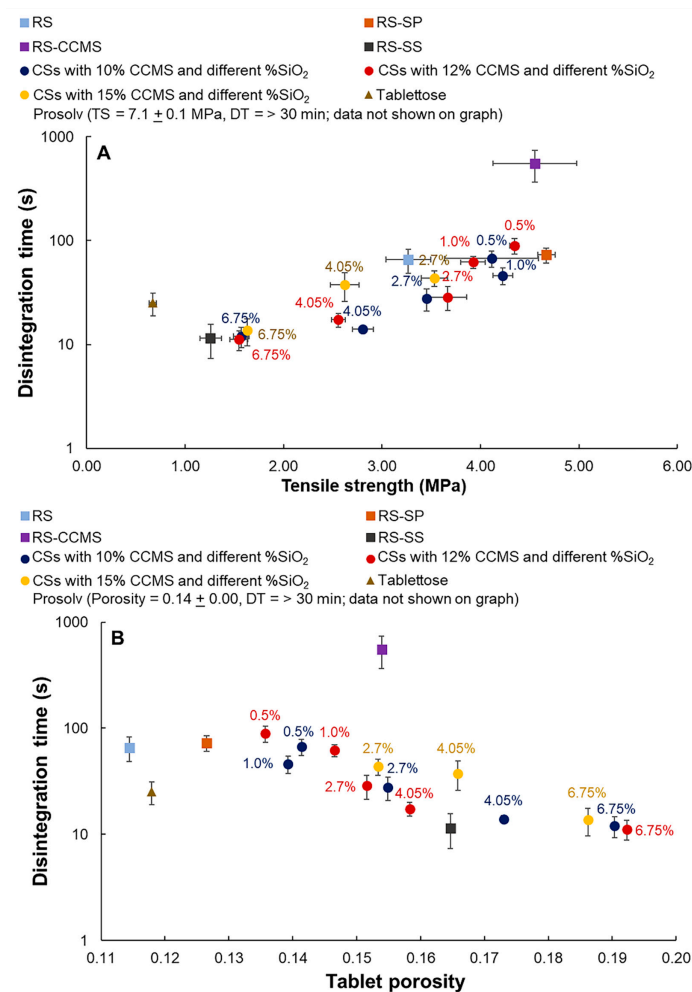 RS RS-SP
RS-CCMS RS-SS
CSs with 10% CCMS and different %SiO₂ CSs with 12% CCMS and different %SiO₂
CSs with 15% CCMS and different %SiO₂ Tablettose
Prosolv (TS = 7.1 ± 0.1 MPa, DT = > 30 min; data not shown on graph)
1000
A
0.5%
1.0% 0.5%
100
4.05% 2.7% 1.0%
2.7% 2.7%
4.05% 4.05%
6.75%
6.75%
10
6.75%
1
Disintegration time (s)
0.00 1.00 2.00 3.00 4.00 5.00 6.00
Tensile strength (MPa)
RS RS-SP
RS-CCMS RS-SS
CSs with 10% CCMS and different %SiO₂ CSs with 12% CCMS and different %SiO₂
CSs with 15% CCMS and different %SiO₂ Tablettose
Prosolv (Porosity = 0.14 ± 0.00, DT = > 30 min; data not shown on graph)
1000
B
0.5% 0.5% 1.0%
100
1.0% 2.7% 2.7% 4.05%
2.7% 4.05% 4.05% 6.75% 6.75%
10
6.75%
1
Disintegration time (s)
0.11 0.12 0.13 0.14 0.15 0.16 0.17 0.18 0.19 0.20
Tablet porosity